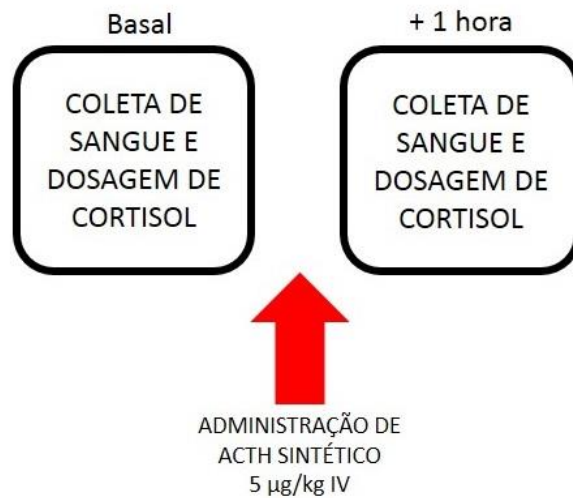 Basal
COLETA DE
SANGUE E
DOSAGEM DE
CORTISOL
+ 1 hora
COLETA DE
SANGUE E
DOSAGEM DE
CORTISOL
ADMINISTRAÇÃO DE
ACTH SINTÉTICO
5 µg/kg IV